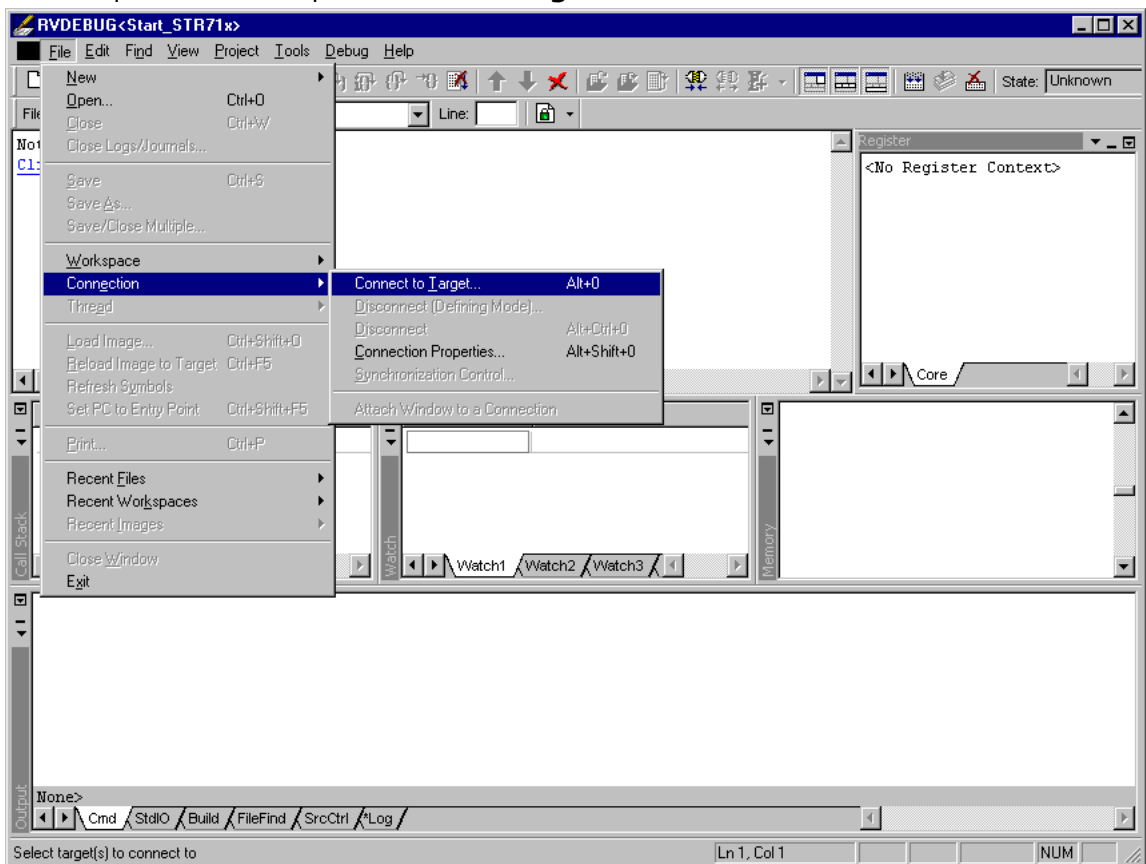 RVDEBUG<Start_STR71x>
File Edit Find View Project Tools Debug Help
State: Unknown
Line:
New
Open... Ctrl+O
Close Ctrl+W
Close Logs/Journals...
Save Ctrl+S
Save As...
Save/Close Multiple...
Workspace
Connection
Thread
Load Image... Ctrl+Shift+O
Reload Image to Target Ctrl+F5
Refresh Symbols
Set PC to Entry Point Ctrl+Shift+F5
Print... Ctrl+P
Recent Files
Recent Workspaces
Recent Images
Close Window
Exit
Connect to Target... Alt+0
Disconnect (Defining Mode)...
Disconnect Alt+Ctrl+0
Connection Properties... Alt+Shift+0
Synchronization Control...
Attach Window to a Connection
Register
<No Register Context>
Core
Call Stack
Watch
Watch1 Watch2 Watch3
Memory
Output
None>
Cmd StdIO Build FileFind SrcCtrl *Log
Select target(s) to connect to Ln 1, Col 1 NUM